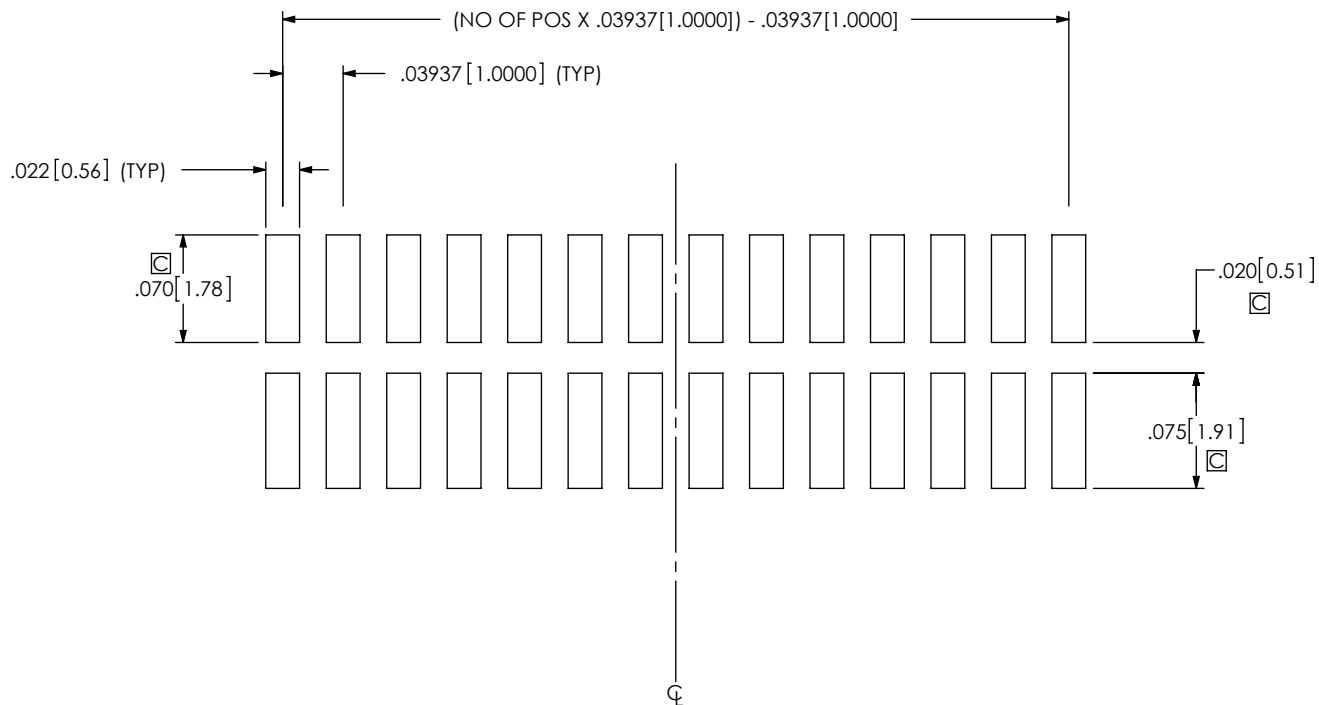 (NO OF POS X .03937[1.0000]) - .03937[1.0000]
.03937[1.0000] (TYP)
.022[0.56] (TYP)
C
.070[1.78]
.020[0.51]
C
.075[1.91]
C
℄